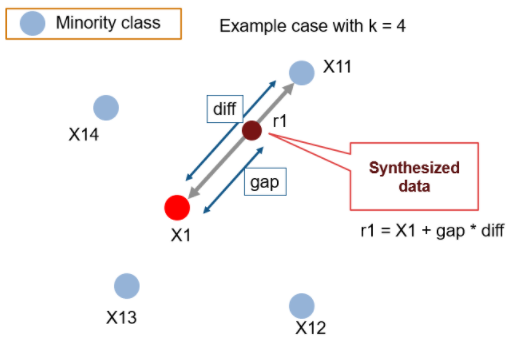 Minority class
Example case with k = 4
X11
diff
r1
X14
Synthesized
data
gap
r1 = X1 + gap * diff
X1
X13
X12